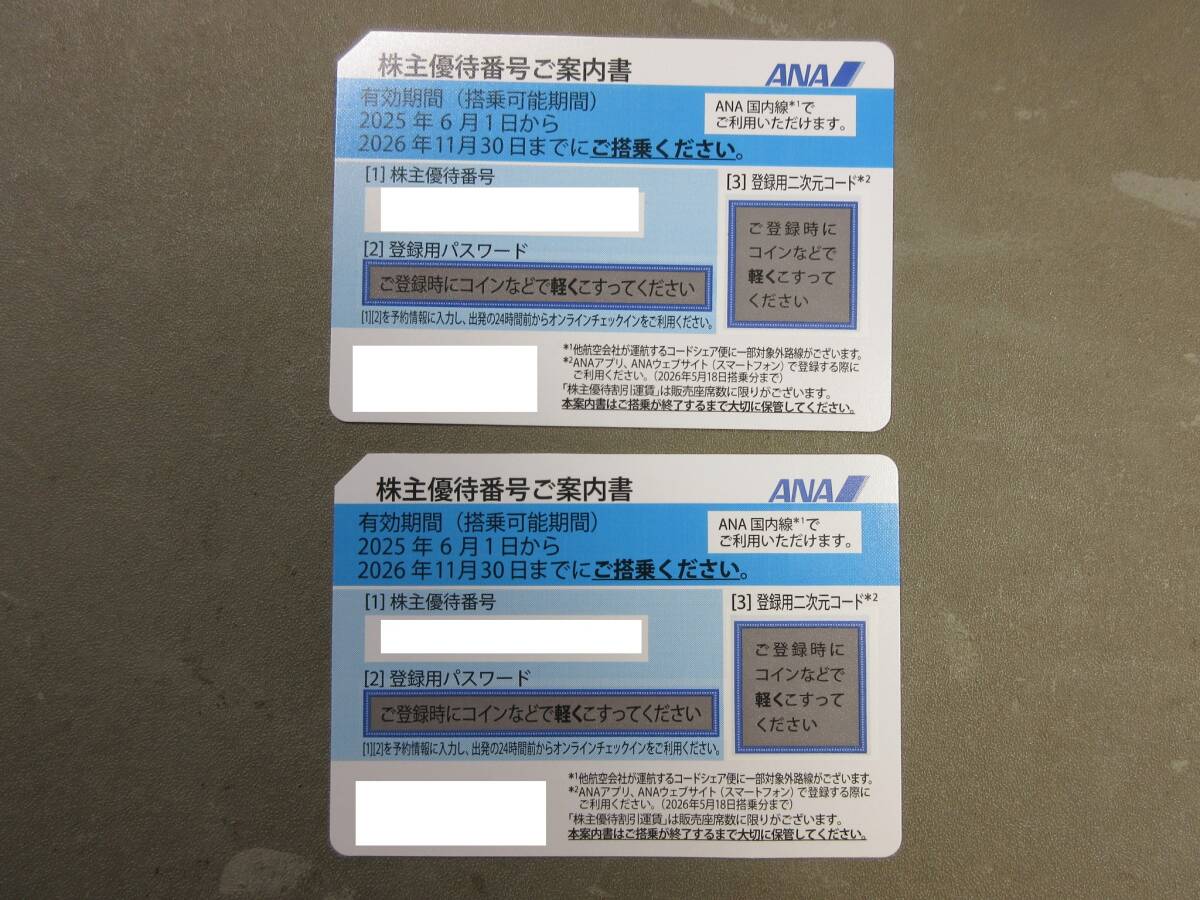 株主優待番号ご案内書
ANA
有効期間（搭乗可能期間）
2025年6月1日から
2026年11月30日までにご搭乗ください。
ANA国内線*1で
ご利用いただけます。
[1] 株主優待番号
[2] 登録用パスワード
ご登録時にコインなどで軽くこすってください
[1][2]を予約情報に入力し、出発の24時間前からオンラインチェックインをご利用ください。
[3] 登録用二次元コード*2
ご登録時に
コインなどで
軽くこすって
ください
*1他航空会社が運航するコードシェア便に一部対象外路線がございます。
*2ANAアプリ、ANAウェブサイト（スマートフォン）で登録する際に
ご利用ください。（2026年5月18日搭乗分まで）
「株主優待割引運賃」は販売座席数に限りがございます。
本案内書はご搭乗が終了するまで大切に保管してください。
株主優待番号ご案内書
ANA
有効期間（搭乗可能期間）
2025年6月1日から
2026年11月30日までにご搭乗ください。
ANA国内線*1で
ご利用いただけます。
[1] 株主優待番号
[2] 登録用パスワード
ご登録時にコインなどで軽くこすってください
[1][2]を予約情報に入力し、出発の24時間前からオンラインチェックインをご利用ください。
[3] 登録用二次元コード*2
ご登録時に
コインなどで
軽くこすって
ください
*1他航空会社が運航するコードシェア便に一部対象外路線がございます。
*2ANAアプリ、ANAウェブサイト（スマートフォン）で登録する際に
ご利用ください。（2026年5月18日搭乗分まで）
「株主優待割引運賃」は販売座席数に限りがございます。
本案内書はご搭乗が終了するまで大切に保管してください。